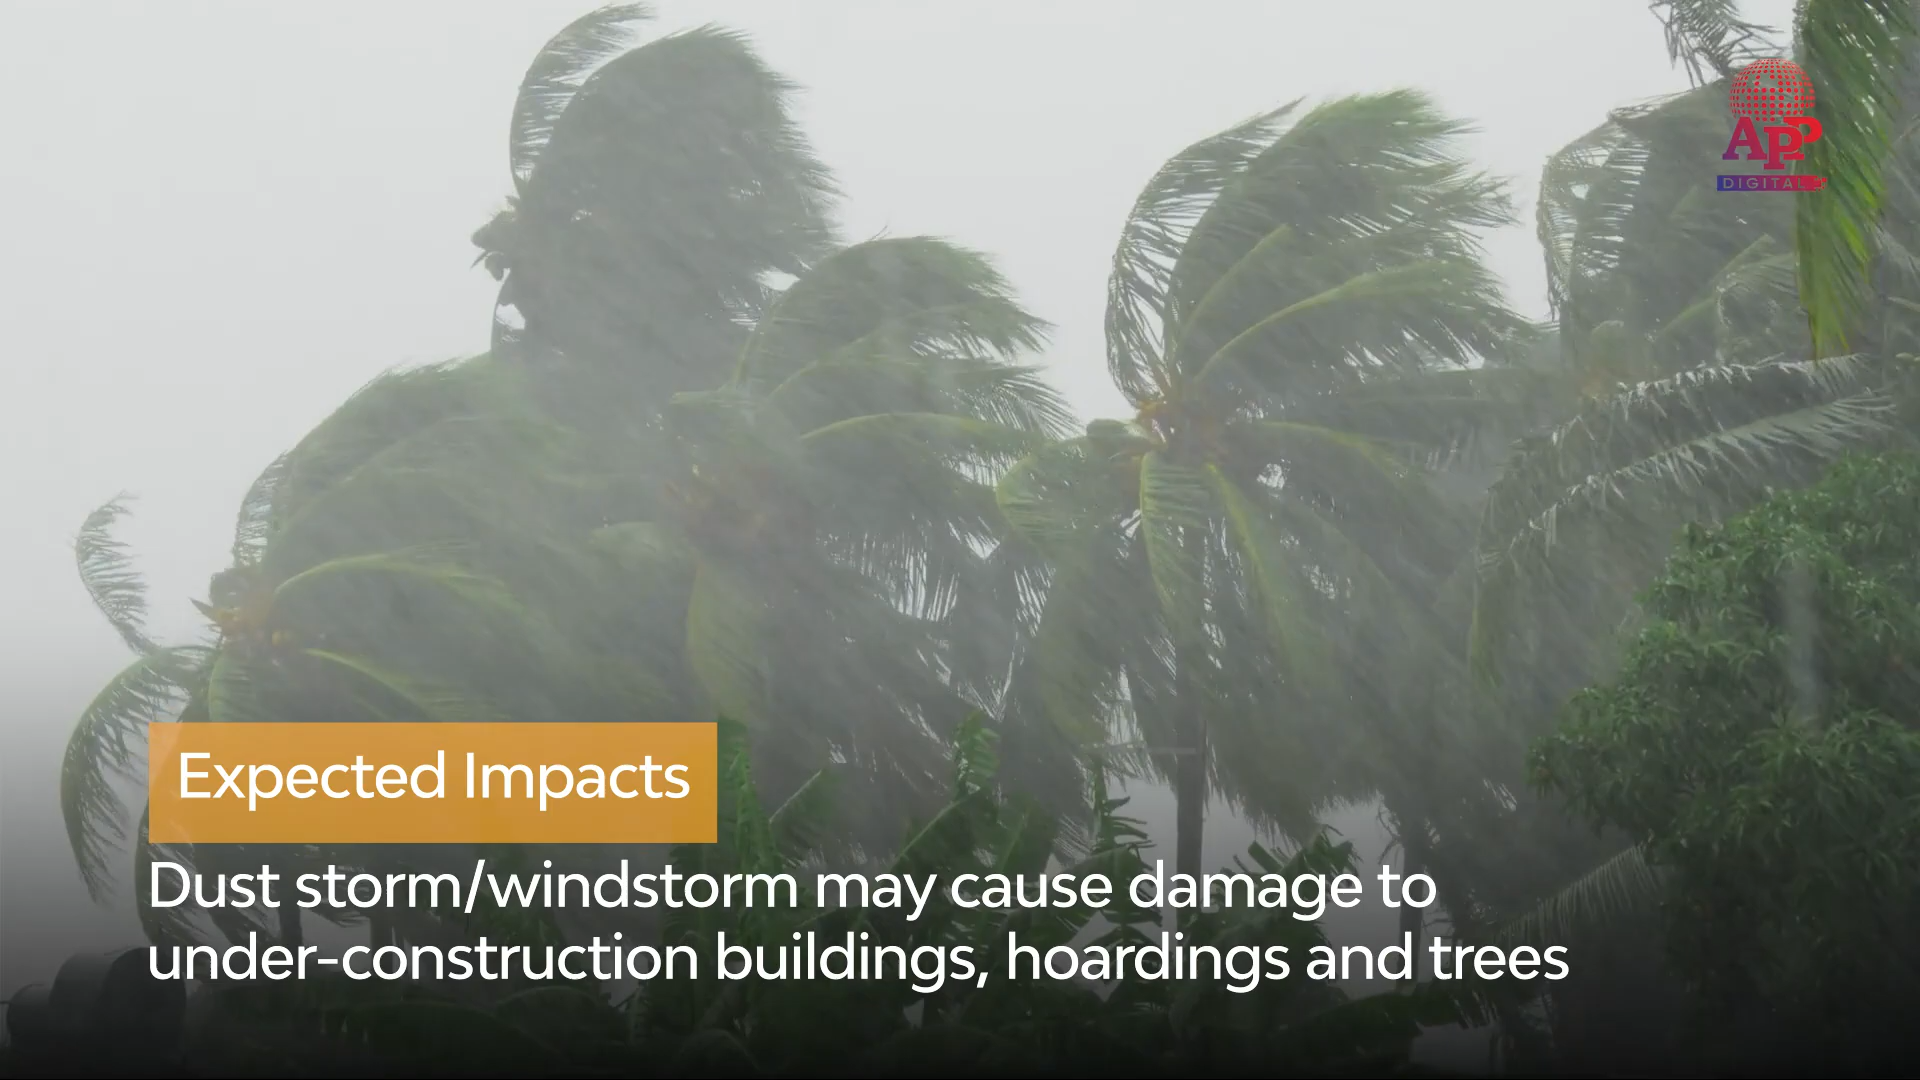 APP
DIGITAL
Expected Impacts
Dust storm/windstorm may cause damage to
under-construction buildings, hoardings and trees